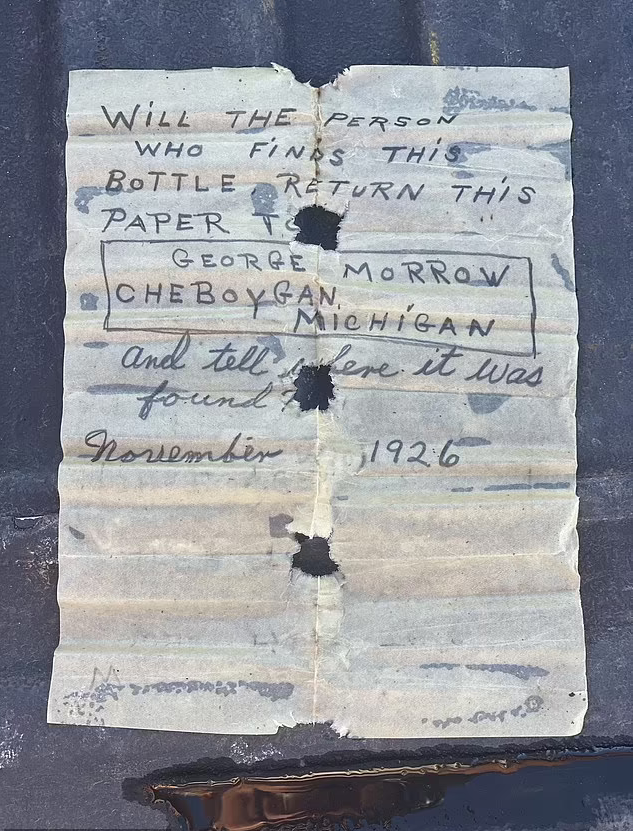 WILL THE PERSON
WHO FINDS THIS
BOTTLE, RETURN THIS
PAPER TO
GEORGE MORROW
CHEBOYGAN,
MICHIGAN
and tell where it was
found?
November , 1926